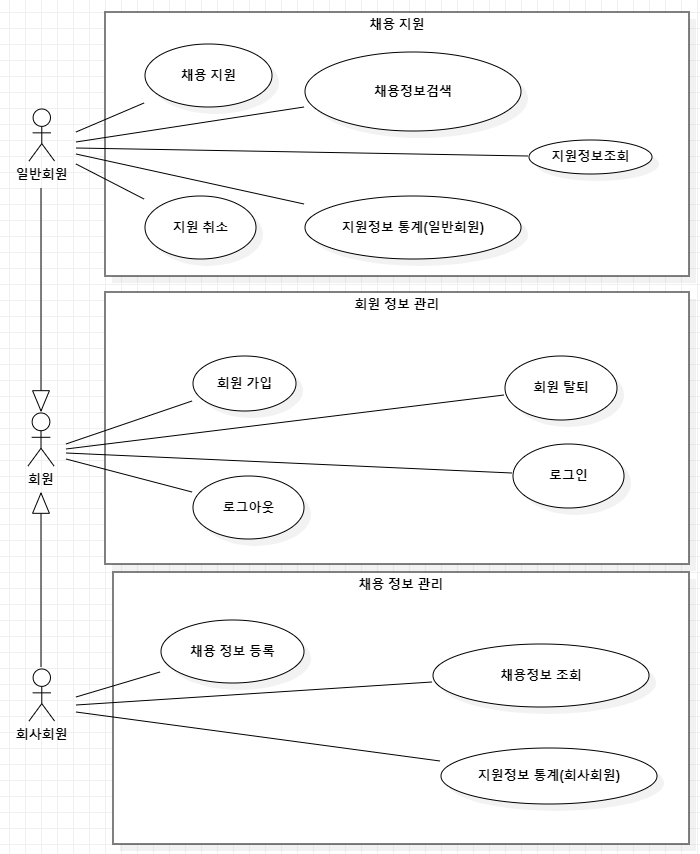 채용 지원
채용 지원
채용정보검색
지원정보조회
일반회원
지원 취소
지원정보 통계(일반회원)
회원 정보 관리
회원 가입
회원 탈퇴
회원
로그인
로그아웃
채용 정보 관리
채용 정보 등록
채용정보 조회
회사회원
지원정보 통계(회사회원)